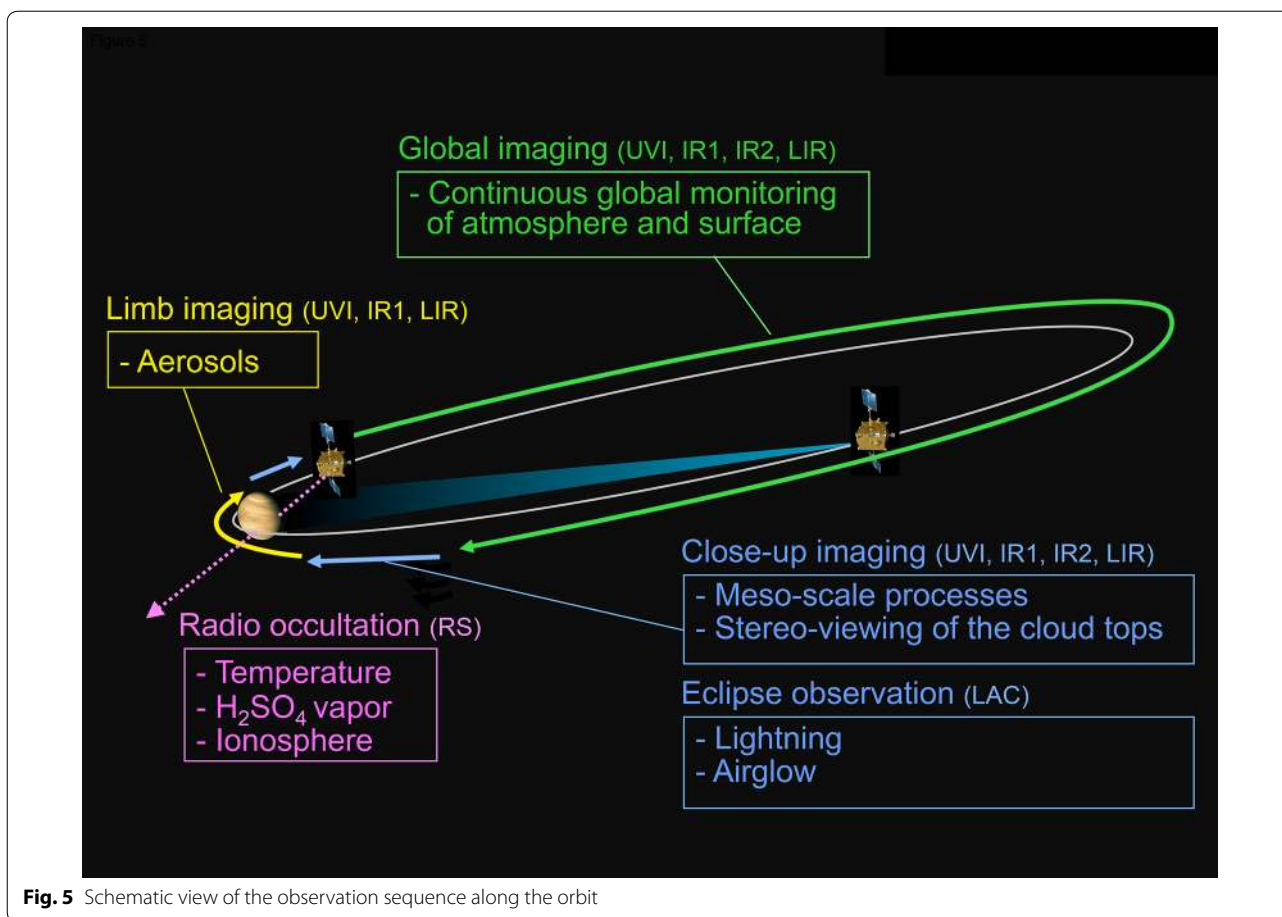 Figure 5
Global imaging (UVI, IR1, IR2, LIR)
- Continuous global monitoring
of atmosphere and surface
Limb imaging (UVI, IR1, LIR)
- Aerosols
Close-up imaging (UVI, IR1, IR2, LIR)
- Meso-scale processes
- Stereo-viewing of the cloud tops
Radio occultation (RS)
- Temperature
- H₂SO₄ vapor
- Ionosphere
Eclipse observation (LAC)
- Lightning
- Airglow
Fig. 5 Schematic view of the observation sequence along the orbit